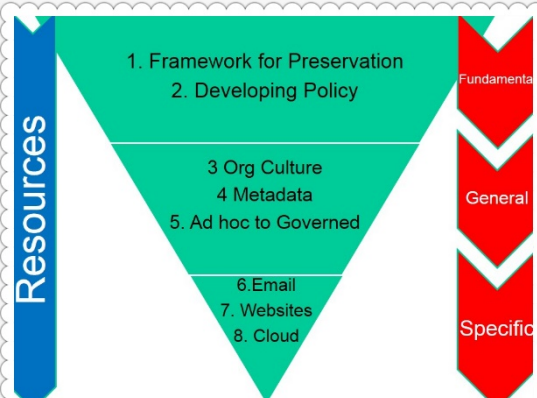 Resources
1. Framework for Preservation
2. Developing Policy
3 Org Culture
4 Metadata
5. Ad hoc to Governed
6.Email
7. Websites
8. Cloud
Fundamenta
General
Specific